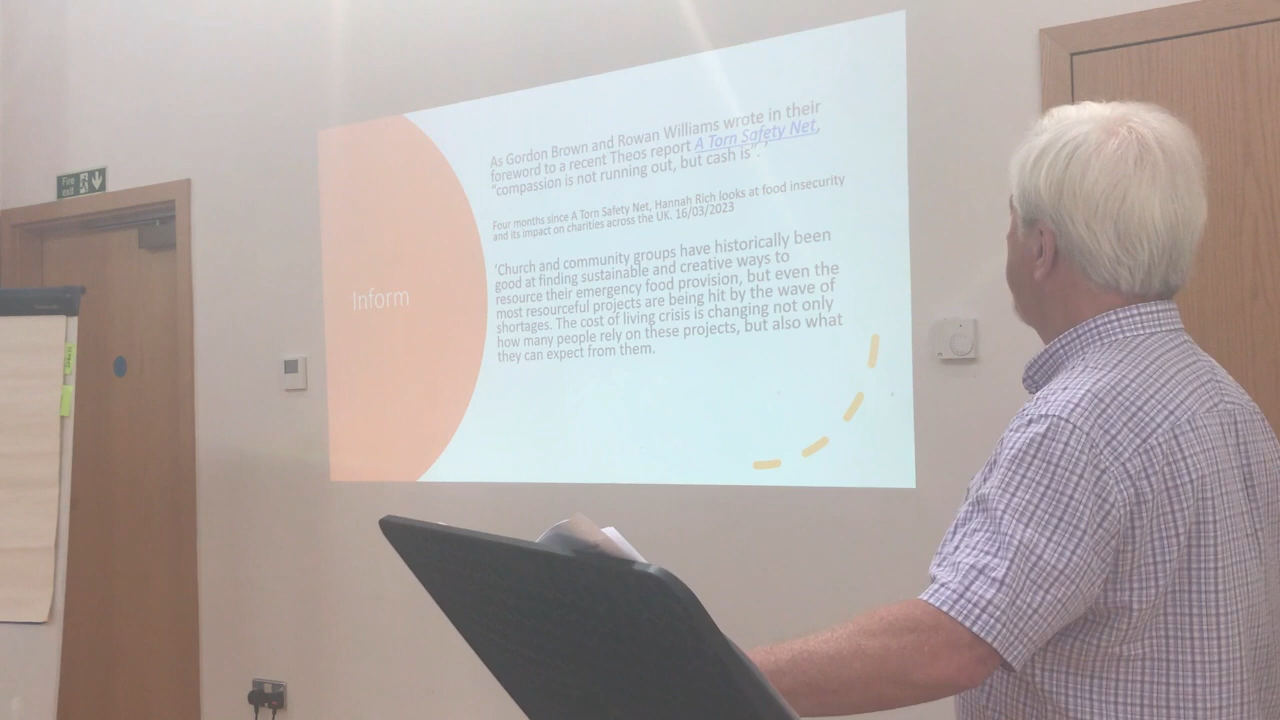 Fire
exit
Inform
As Gordon Brown and Rowan Williams wrote in their
foreword to a recent Theos report A Torn Safety Net,
“compassion is not running out, but cash is”. ’
Four months since A Torn Safety Net, Hannah Rich looks at food insecurity
and its impact on charities across the UK. 16/03/2023
‘Church and community groups have historically been
good at finding sustainable and creative ways to
resource their emergency food provision, but even the
most resourceful projects are being hit by the wave of
shortages. The cost of living crisis is changing not only
how many people rely on these projects, but also what
they can expect from them.